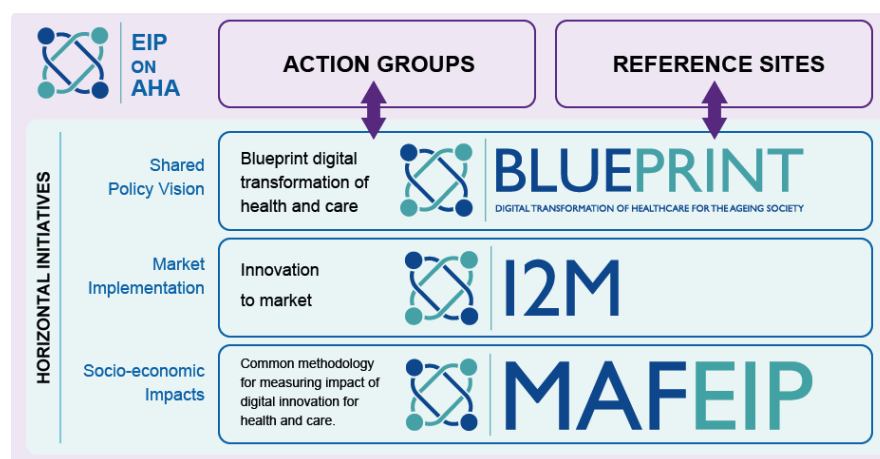 EIP
ON
AHA
ACTION GROUPS
REFERENCE SITES
HORIZONTAL INITIATIVES
Shared
Policy Vision
Blueprint digital
transformation of
health and care
BLUEPRINT
DIGITAL TRANSFORMATION OF HEALTHCARE FOR THE AGEING SOCIETY
Market
Implementation
Innovation
to market
I2M
Socio-economic
Impacts
Common methodology
for measuring impact of
digital innovation for
health and care.
MAFEIP